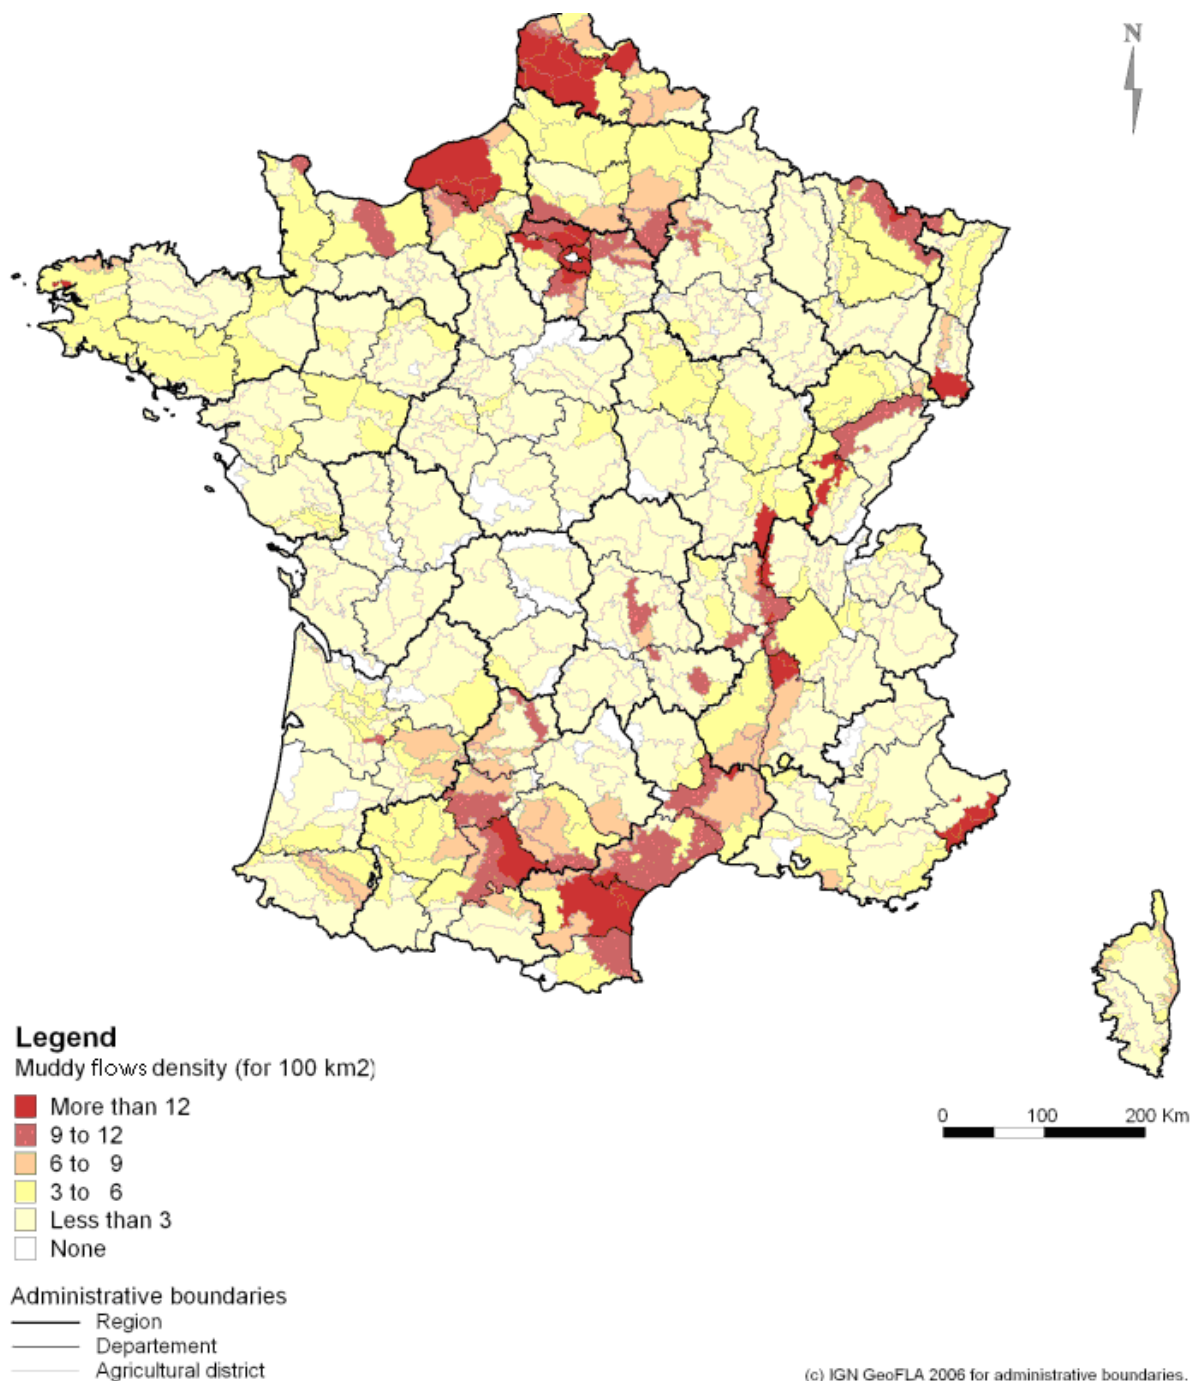 N
Legend
Muddy flows density (for 100 km2)
More than 12
9 to 12
6 to 9
3 to 6
Less than 3
None
0 100 200 Km
Administrative boundaries
Region
Departement
Agricultural district
(c) IGN GeoFLA 2006 for administrative boundaries.